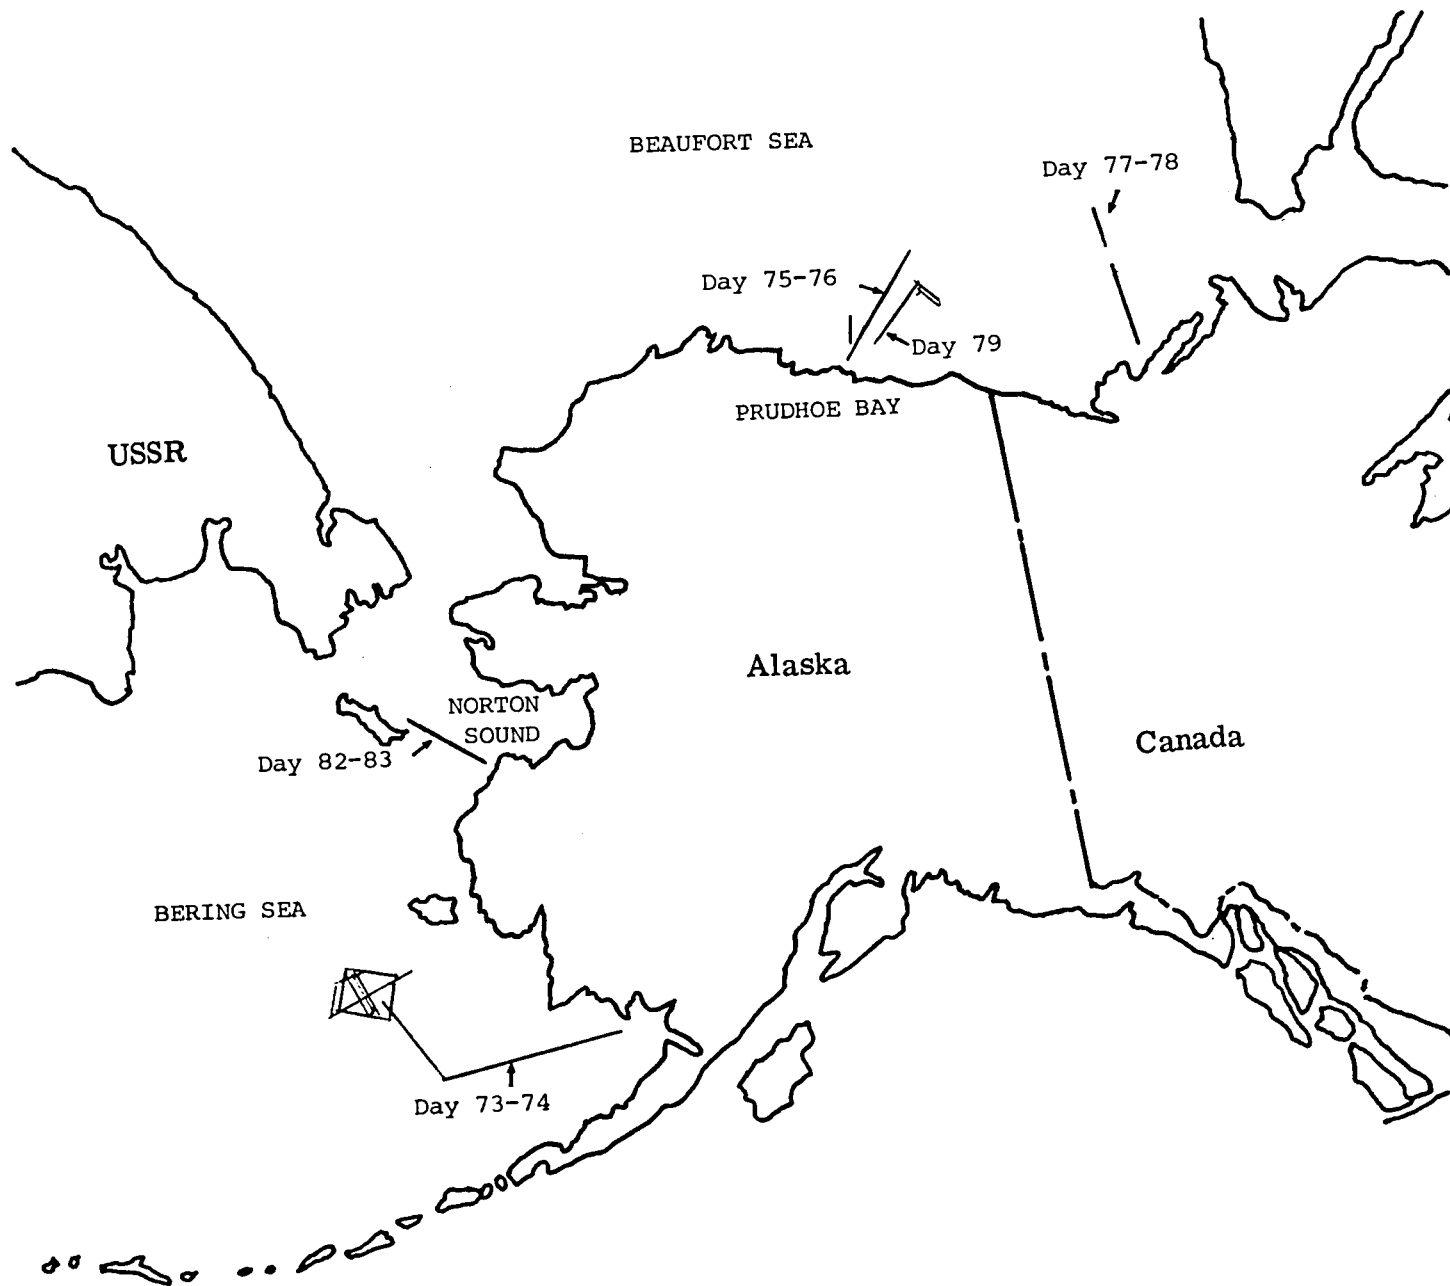 BEAUFORT SEA
Day 77-78
Day 75-76
Day 79
PRUDHOE BAY
USSR
Alaska
NORTON
SOUND
Canada
Day 82-83
BERING SEA
Day 73-74